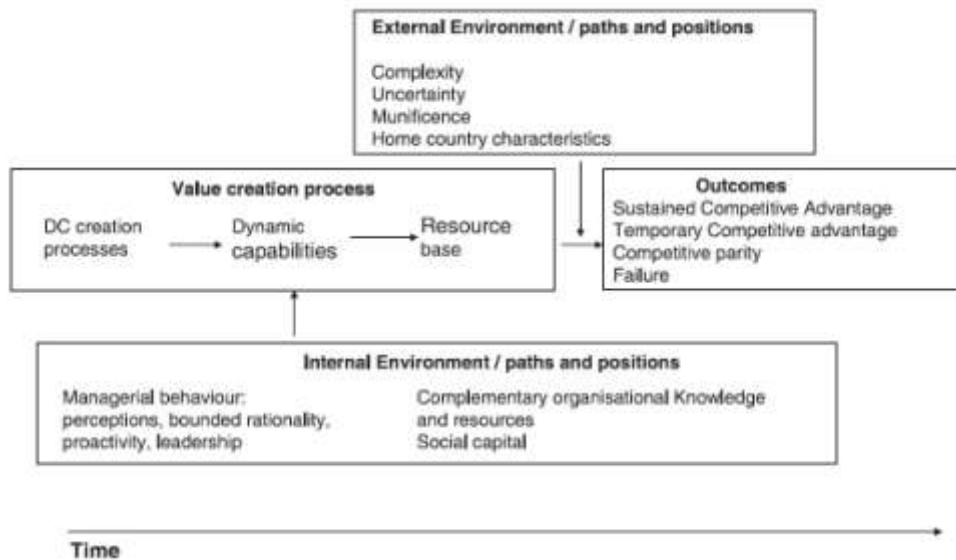 External Environment / paths and positions
Complexity
Uncertainty
Munificence
Home country characteristics
Value creation process
DC creation
processes
Dynamic
capabilities
Resource
base
Outcomes
Sustained Competitive Advantage
Temporary Competitive advantage
Competitive parity
Failure
Internal Environment / paths and positions
Managerial behaviour:
perceptions, bounded rationality,
proactivity, leadership
Complementary organisational Knowledge
and resources
Social capital
Time